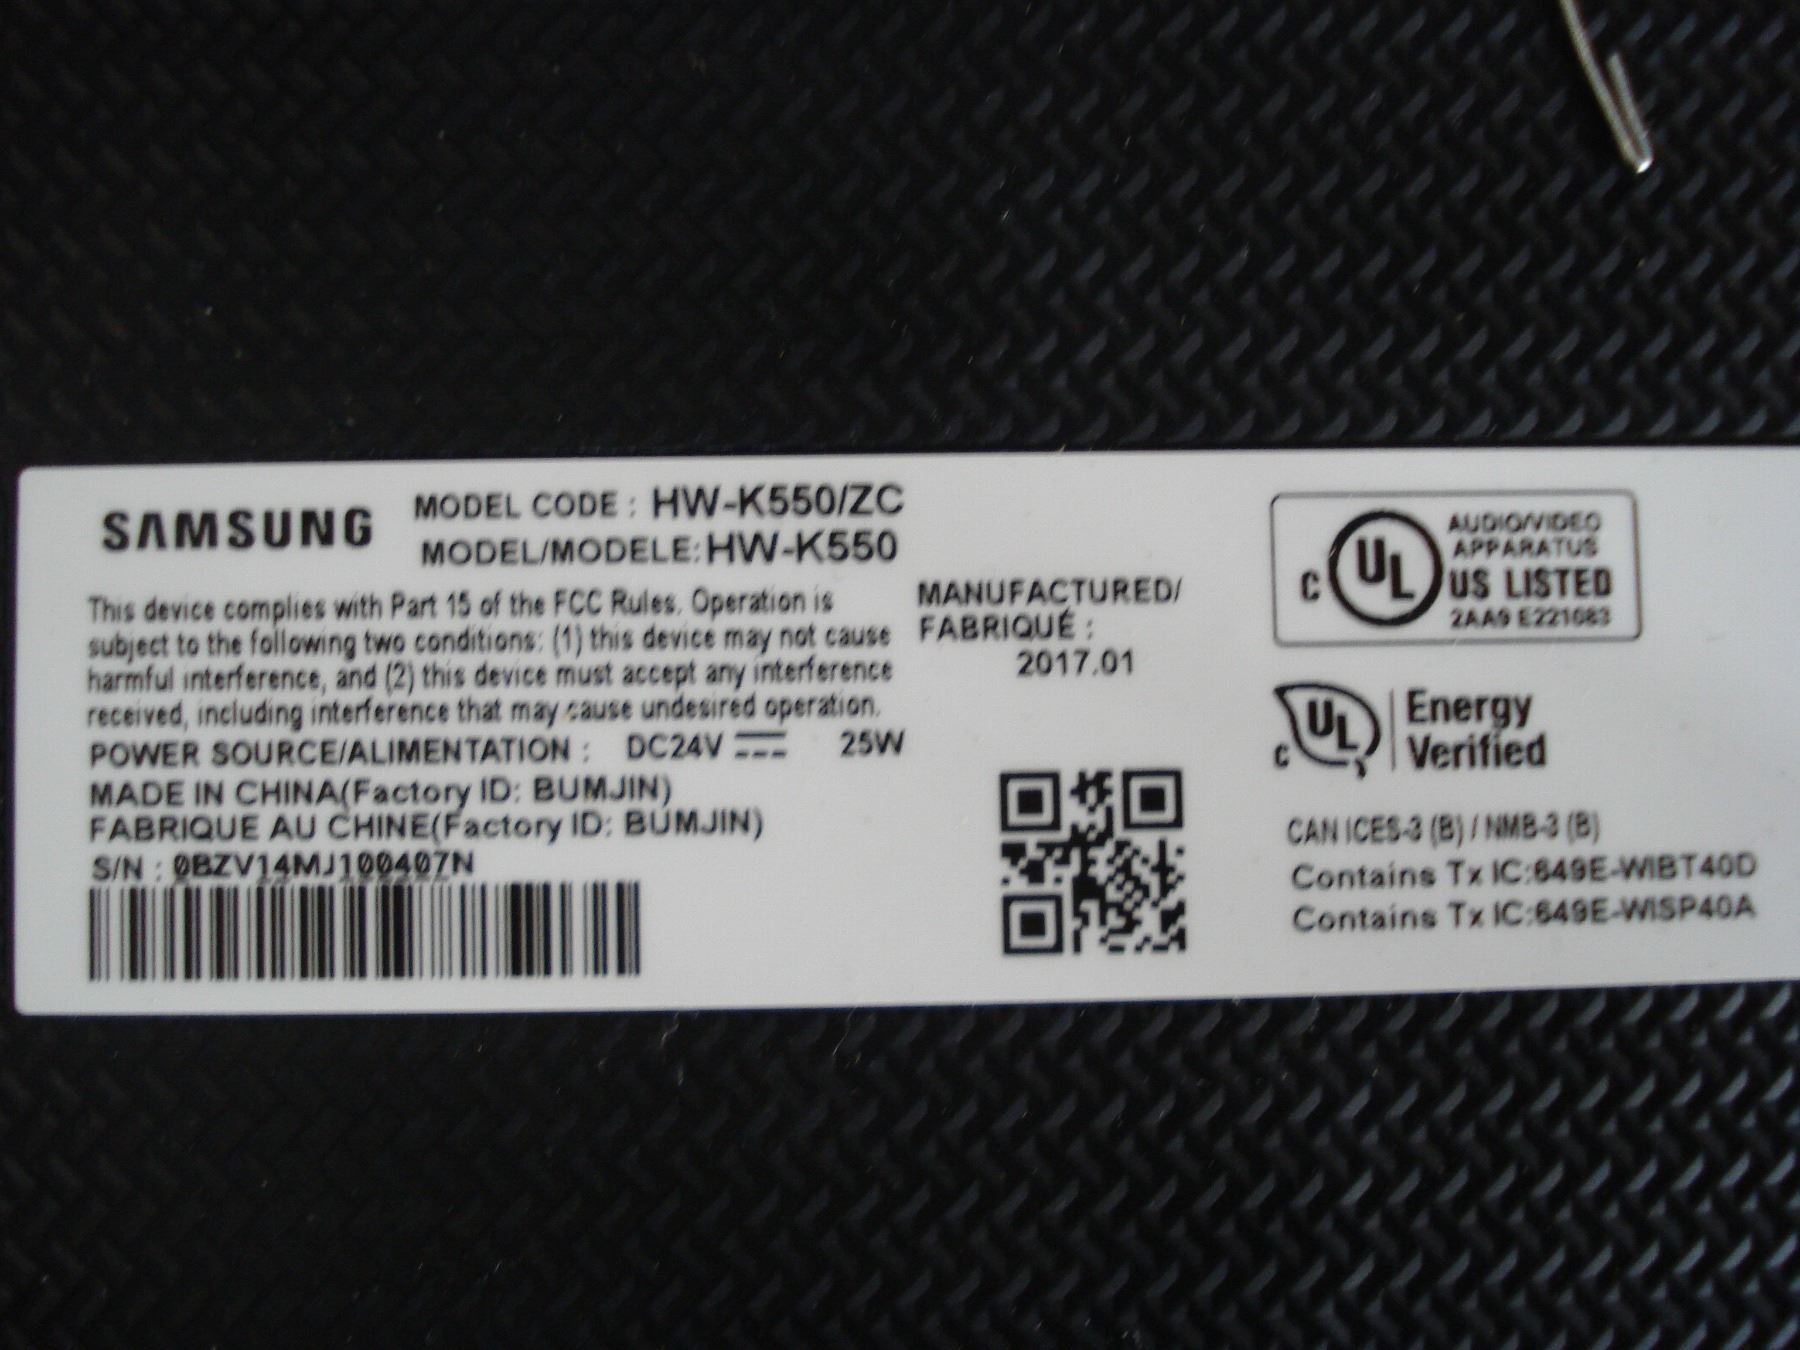 SAMSUNG
MODEL CODE : HW-K550/ZC
MODEL/MODELE: HW-K550
This device complies with Part 15 of the FCC Rules. Operation is
subject to the following two conditions: (1) this device may not cause
harmful interference, and (2) this device must accept any interference
received, including interference that may cause undesired operation.
POWER SOURCE/ALIMENTATION : DC24V 25W
MADE IN CHINA(Factory ID: BUMJIN)
FABRIQUE AU CHINE(Factory ID: BUMJIN)
S/N : 0BZV14MJ100407N
MANUFACTURED/
FABRIQUÉ :
2017.01
AUDIO/VIDEO
APPARATUS
C UL US LISTED
2AA9 E221083
C UL Energy
Verified
CAN ICES-3 (B) / NMB-3 (B)
Contains Tx IC:649E-WIBT40D
Contains Tx IC:649E-WISP40A